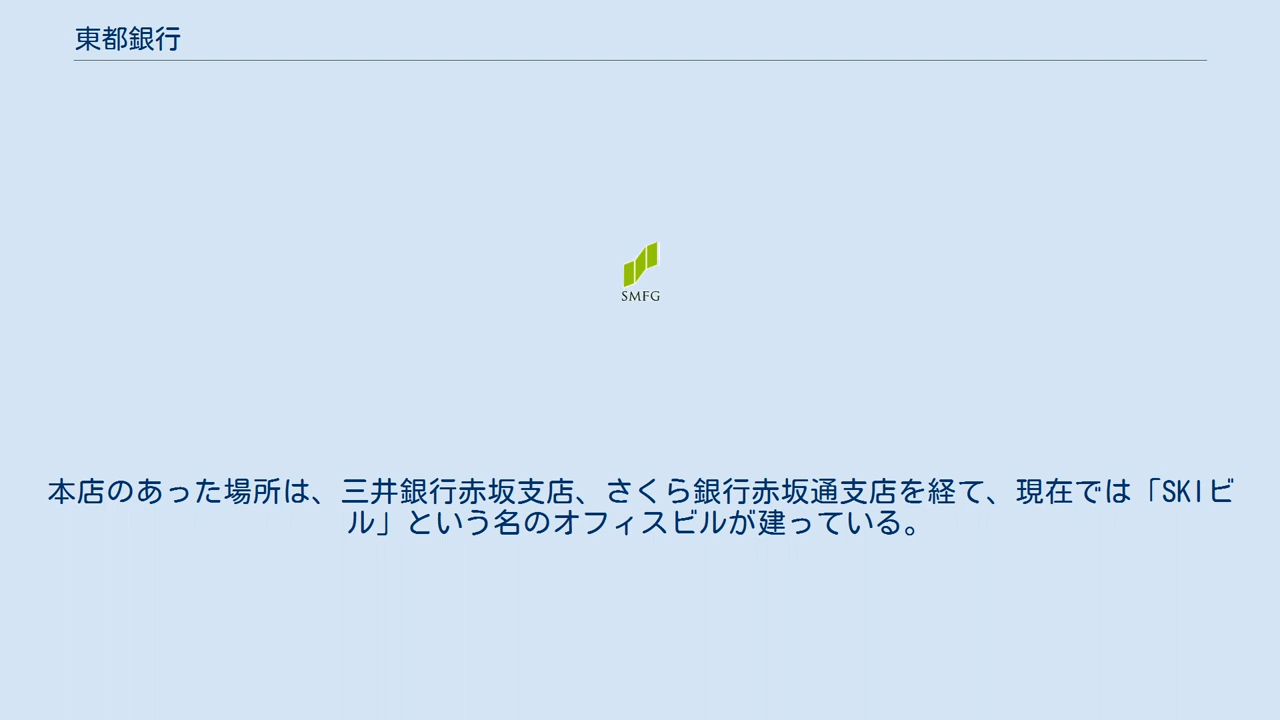 東都銀行
SMFG
本店のあった場所は、三井銀行赤坂支店、さくら銀行赤坂通支店を経て、現在では「SKIビ
ル」という名のオフィスビルが建っている。